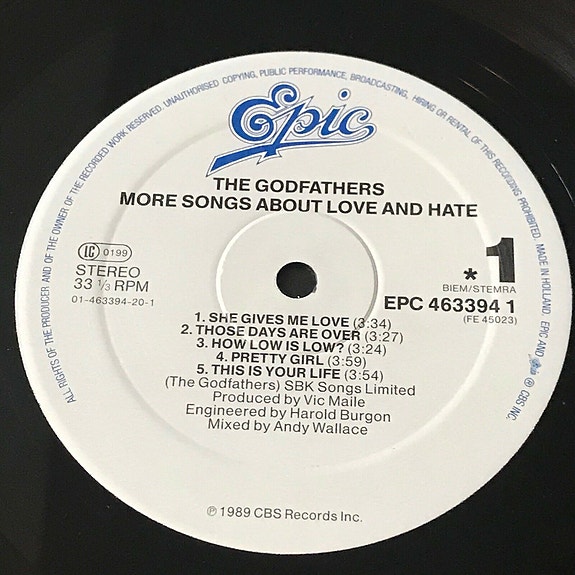 ALL RIGHTS OF THE PRODUCER AND OF THE OWNER OF THE RECORDED WORK RESERVED. UNAUTHORISED COPYING, PUBLIC PERFORMANCE, BROADCASTING, HIRING OR RENTAL OF THIS RECORDING PROHIBITED. MADE IN HOLLAND. EPIC AND Epic ® CBS INC.
Epic
THE GODFATHERS
MORE SONGS ABOUT LOVE AND HATE
LC 0199
STEREO
33 1/3 RPM
01-463394-20-1
* 1
BIEM/STEMRA
EPC 463394 1
(FE 45023)
1. SHE GIVES ME LOVE (3:34)
2. THOSE DAYS ARE OVER (3:27)
3. HOW LOW IS LOW? (3:24)
4. PRETTY GIRL (3:59)
5. THIS IS YOUR LIFE (3:54)
(The Godfathers) SBK Songs Limited
Produced by Vic Maile
Engineered by Harold Burgon
Mixed by Andy Wallace
℗ 1989 CBS Records Inc.